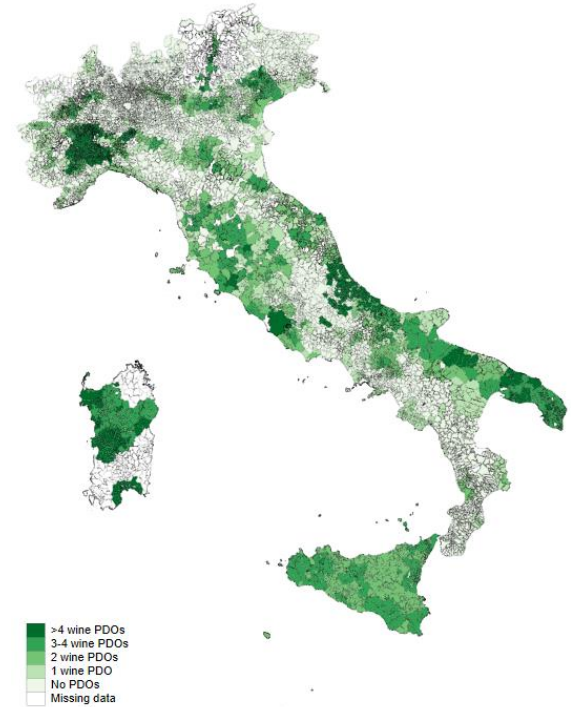 >4 wine PDOs
3-4 wine PDOs
2 wine PDOs
1 wine PDO
No PDOs
Missing data